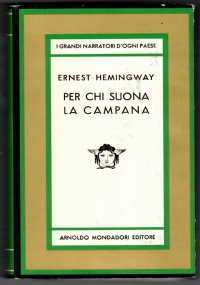 I GRANDI NARRATORI D'OGNI PAESE
ERNEST HEMINGWAY
PER CHI SUONA
LA CAMPANA
ARNOLDO MONDADORI EDITORE